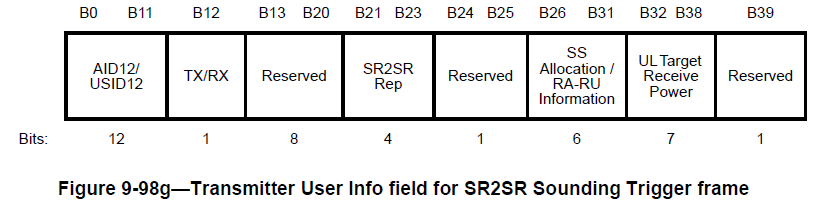 B0 B11 B12 B13 B20 B21 B23 B24 B25 B26 B31 B32 B38 B39
AID12/
USID12
TX/RX
Reserved
SR2SR
Rep
Reserved
SS
Allocation /
RA-RU
Information
UL Target
Receive
Power
Reserved
Bits: 12 1 8 4 1 6 7 1
Figure 9-98g—Transmitter User Info field for SR2SR Sounding Trigger frame